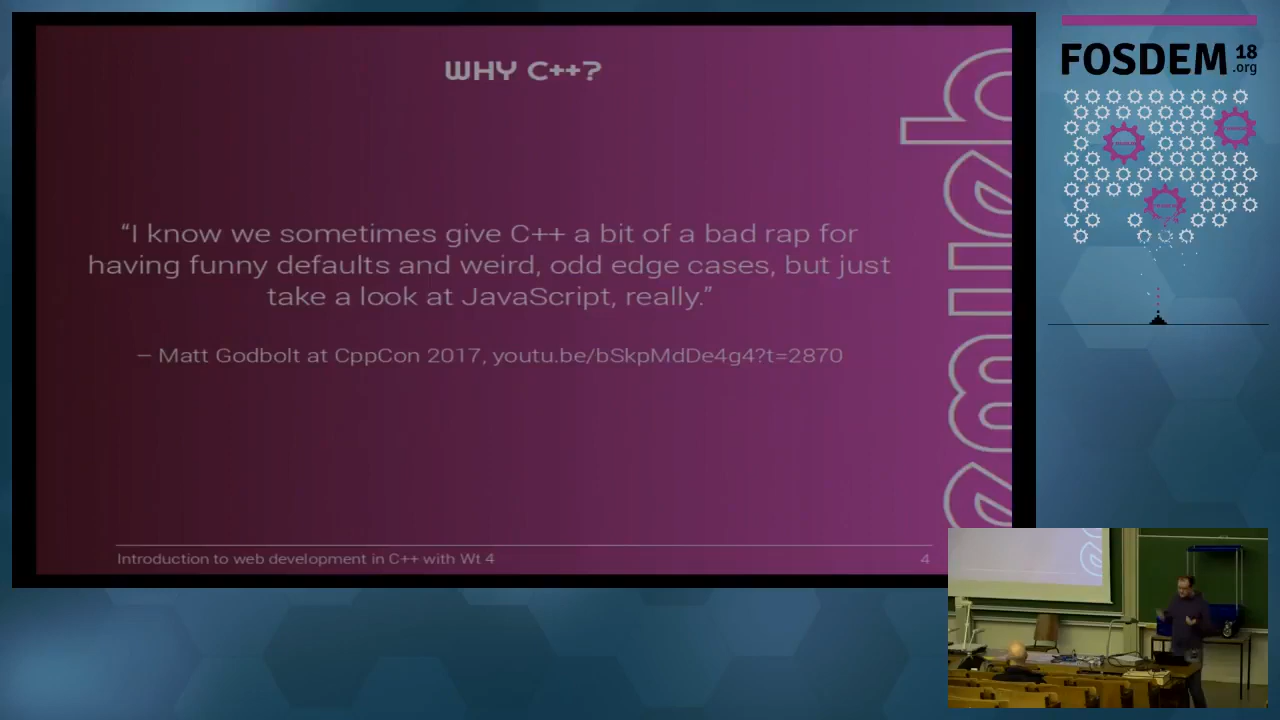 WHY C++?
“I know we sometimes give C++ a bit of a bad rap for
having funny defaults and weird, odd edge cases, but just
take a look at JavaScript, really.”
– Matt Godbolt at CppCon 2017, youtu.be/bSkpMdDe4g4?t=2870
Introduction to web development in C++ with Wt 4
4
emweb
FOSDEM 18
.org